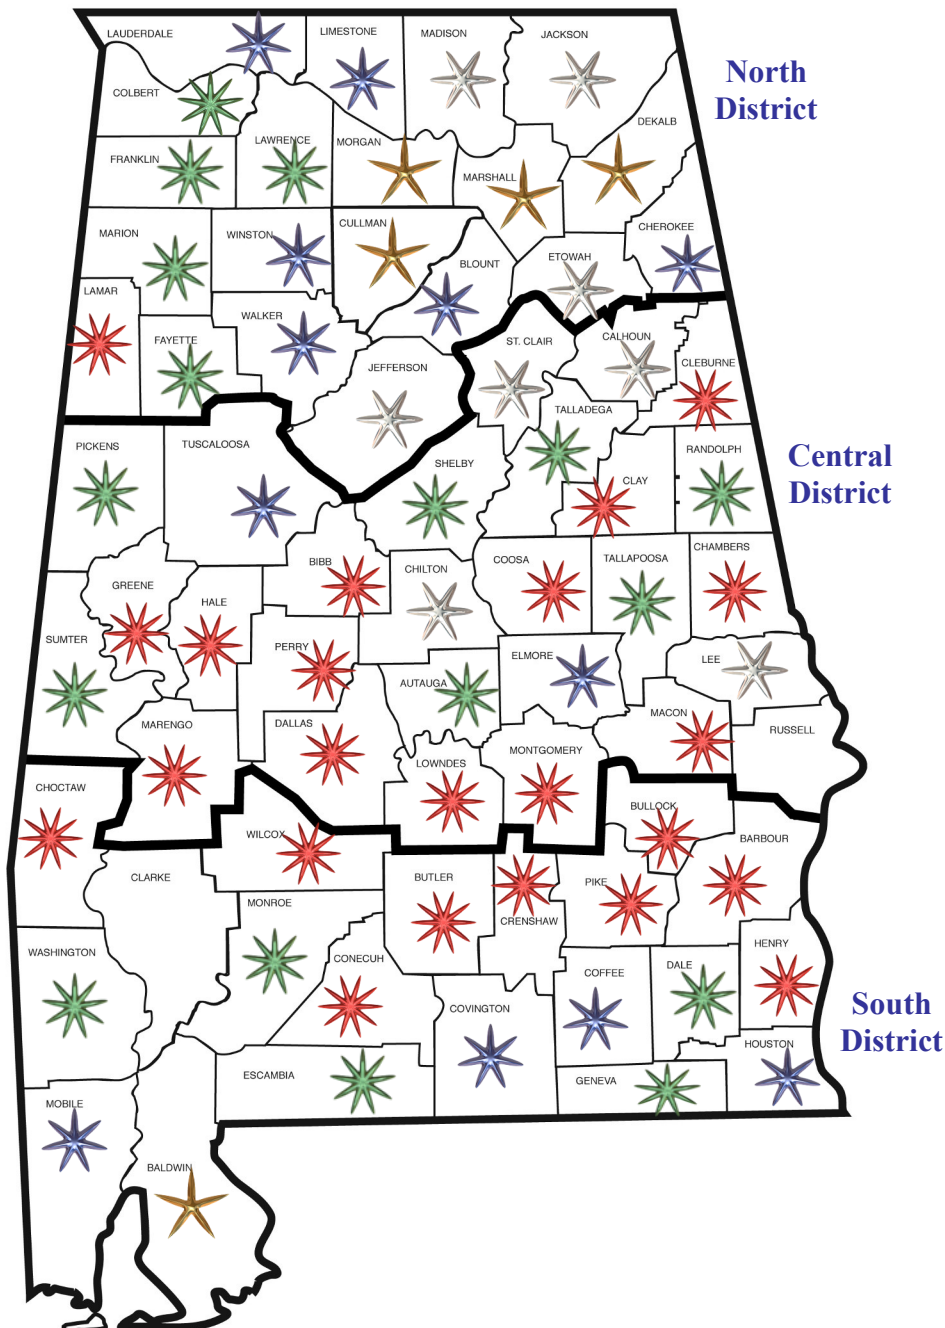 LAUDERDALE
LIMESTONE
MADISON
JACKSON
North
District
COLBERT
DEKALB
FRANKLIN
LAWRENCE
MORGAN
MARSHALL
MARION
WINSTON
CULLMAN
BLOUNT
ETOWAH
CHEROKEE
LAMAR
FAYETTE
WALKER
JEFFERSON
ST. CLAIR
CALHOUN
CLEBURNE
TALLADEGA
PICKENS
TUSCALOOSA
SHELBY
CLAY
RANDOLPH
Central
District
GREENE
HALE
BIBB
CHILTON
COOSA
TALLAPOOSA
CHAMBERS
SUMTER
PERRY
ELMORE
LEE
AUTAUGA
MARENGO
DALLAS
LOWNDES
MONTGOMERY
MACON
RUSSELL
CHOCTAW
WILCOX
BULLOCK
BARBOUR
CLARKE
MONROE
BUTLER
CRENSHAW
PIKE
WASHINGTON
CONECUH
COVINGTON
COFFEE
DALE
HENRY
South
District
ESCAMBIA
GENEVA
HOUSTON
MOBILE
BALDWIN